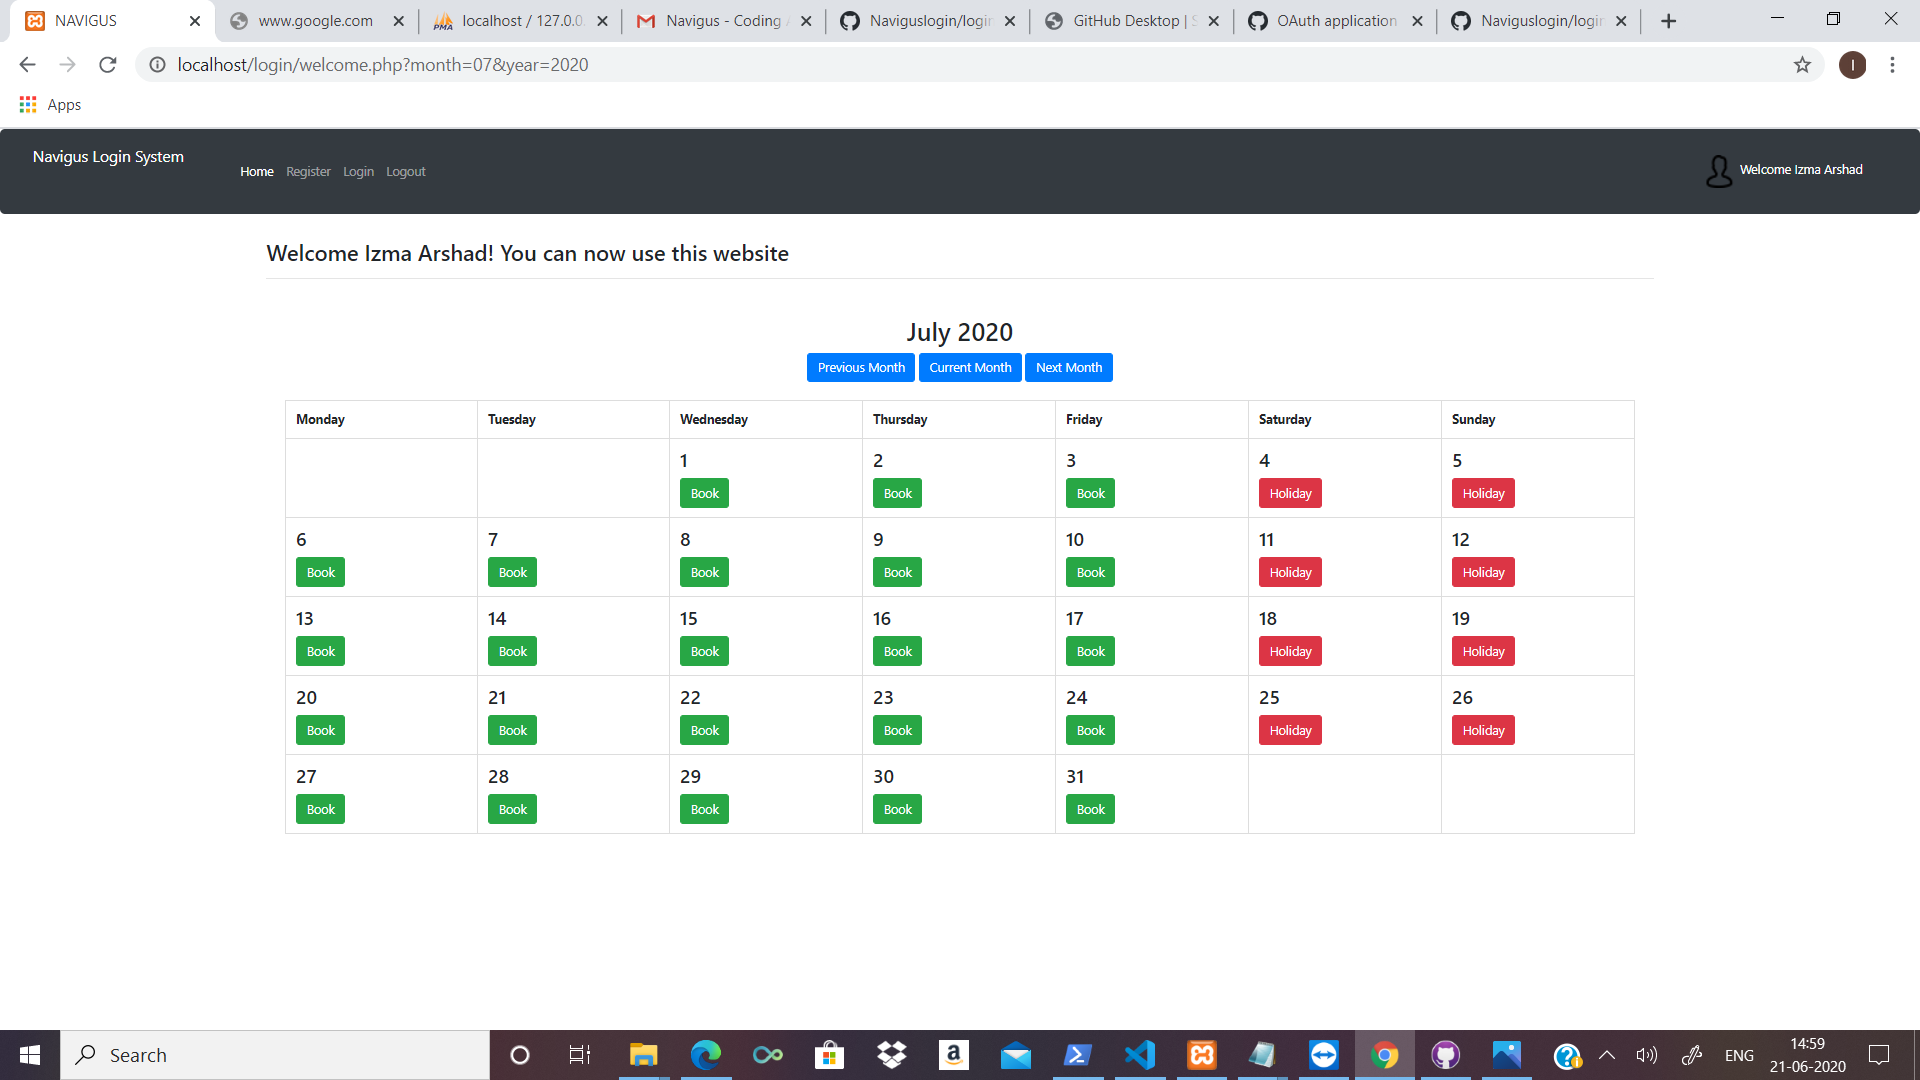 NAVIGUS
www.google.com
localhost / 127.0.0.
Navigus - Coding
Naviguslogin/login
GitHub Desktop | S
OAuth application
Naviguslogin/login
localhost/login/welcome.php?month=07&year=2020
I
Apps
Navigus Login System
Home Register Login Logout
Welcome Izma Arshad
Welcome Izma Arshad! You can now use this website
July 2020
Previous Month Current Month Next Month
Monday Tuesday Wednesday Thursday Friday Saturday Sunday
1 2 3 4 5
Book Book Book Holiday Holiday
6 7 8 9 10 11 12
Book Book Book Book Book Holiday Holiday
13 14 15 16 17 18 19
Book Book Book Book Book Holiday Holiday
20 21 22 23 24 25 26
Book Book Book Book Book Holiday Holiday
27 28 29 30 31
Book Book Book Book Book
Search
ENG
14:59
21-06-2020